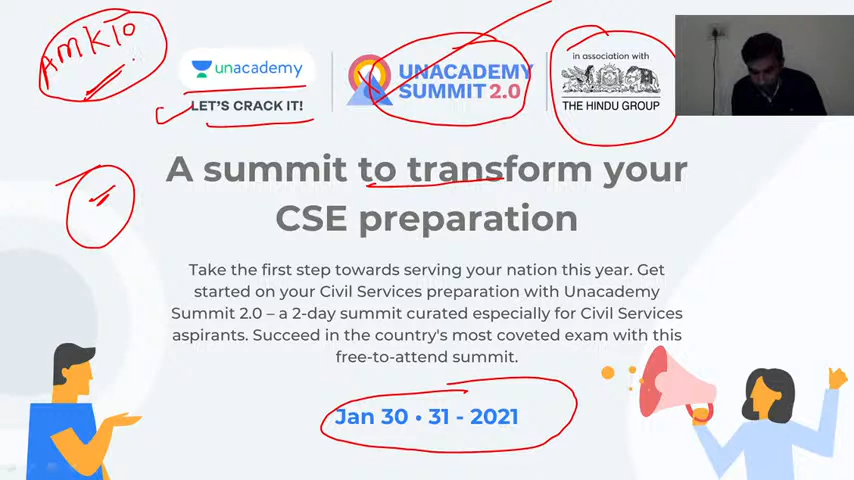 AMKTO
unacademy
LET'S CRACK IT!
UNACADEMY
SUMMIT 2.0
in association with
THE HINDU GROUP
A summit to transform your
CSE preparation
Take the first step towards serving your nation this year. Get
started on your Civil Services preparation with Unacademy
Summit 2.0 – a 2-day summit curated especially for Civil Services
aspirants. Succeed in the country's most coveted exam with this
free-to-attend summit.
Jan 30 • 31 - 2021